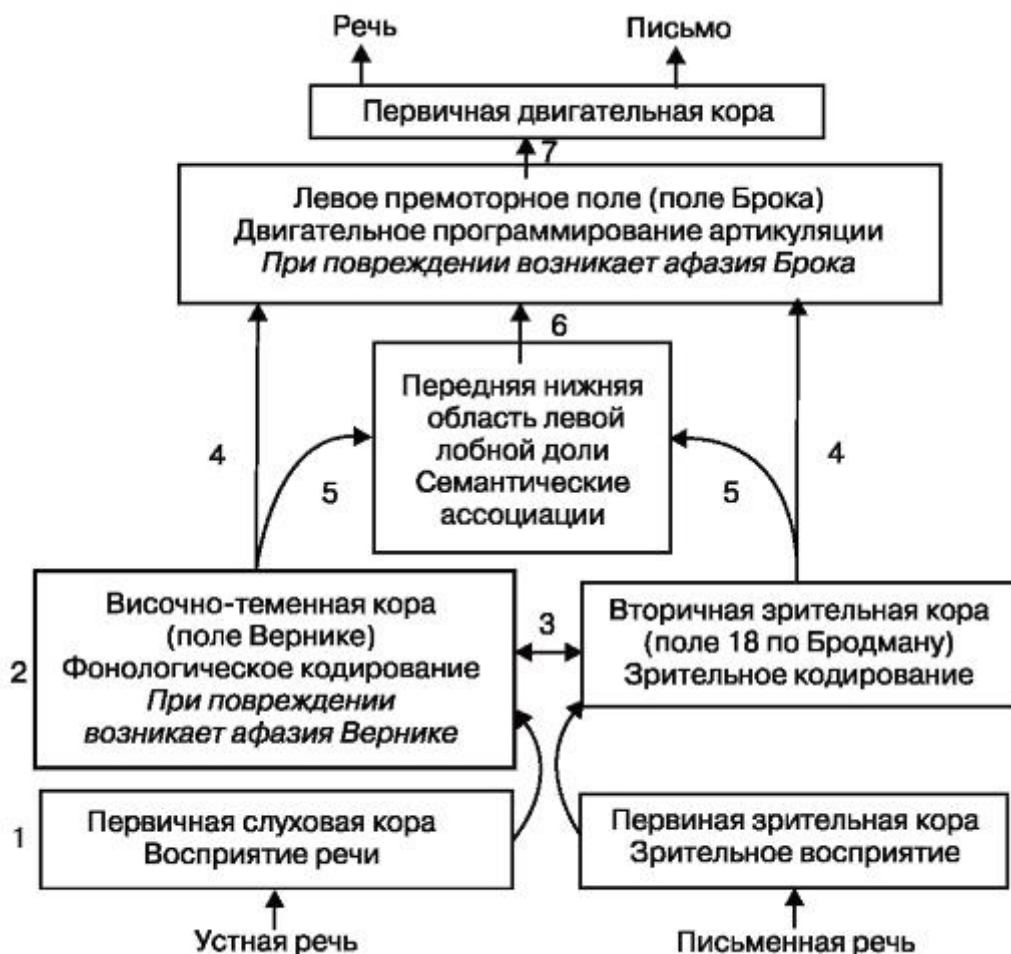 Речь
Письмо
Первичная двигательная кора
7
Левое премоторное поле (поле Брока)
Двигательное программирование артикуляции
При повреждении возникает афазия Брока
6
Передняя нижняя
область левой
лобной доли
Семантические
ассоциации
4
5
5
4
2
Височно-теменная кора
(поле Вернике)
Фонологическое кодирование
При повреждении
возникает афазия Вернике
3
Вторичная зрительная кора
(поле 18 по Бродману)
Зрительное кодирование
1
Первичная слуховая кора
Восприятие речи
Первиная зрительная кора
Зрительное восприятие
Устная речь
Письменная речь